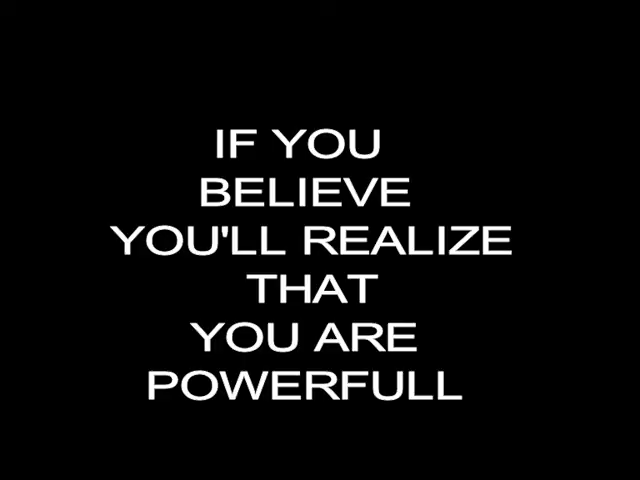 IF YOU
BELIEVE
YOU'LL REALIZE
THAT
YOU ARE
POWERFULL